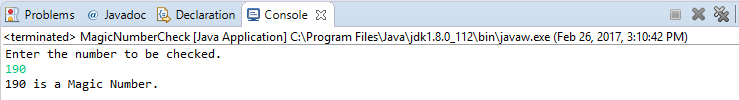 Problems @ Javadoc Declaration Console
<terminated> MagicNumberCheck [Java Application] C:\Program Files\Java\jdk1.8.0_112\bin\javaw.exe (Feb 26, 2017, 3:10:42 PM)
Enter the number to be checked.
190
190 is a Magic Number.